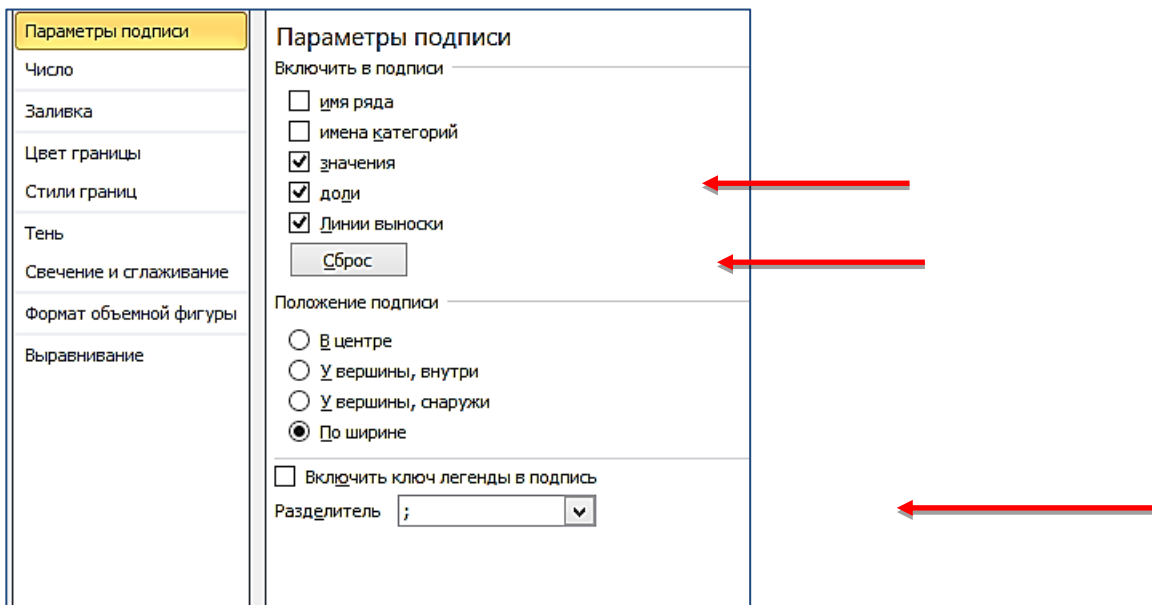 Параметры подписи
Число
Заливка
Цвет границы
Стили границ
Тень
Свечение и сглаживание
Формат объемной фигуры
Выравнивание
Параметры подписи
Включить в подписи
имя ряда
имена категорий
значения
доли
Линии выноски
Сброс
Положение подписи
В центре
У вершины, внутри
У вершины, снаружи
По ширине
Включить ключ легенды в подпись
Разделитель ;